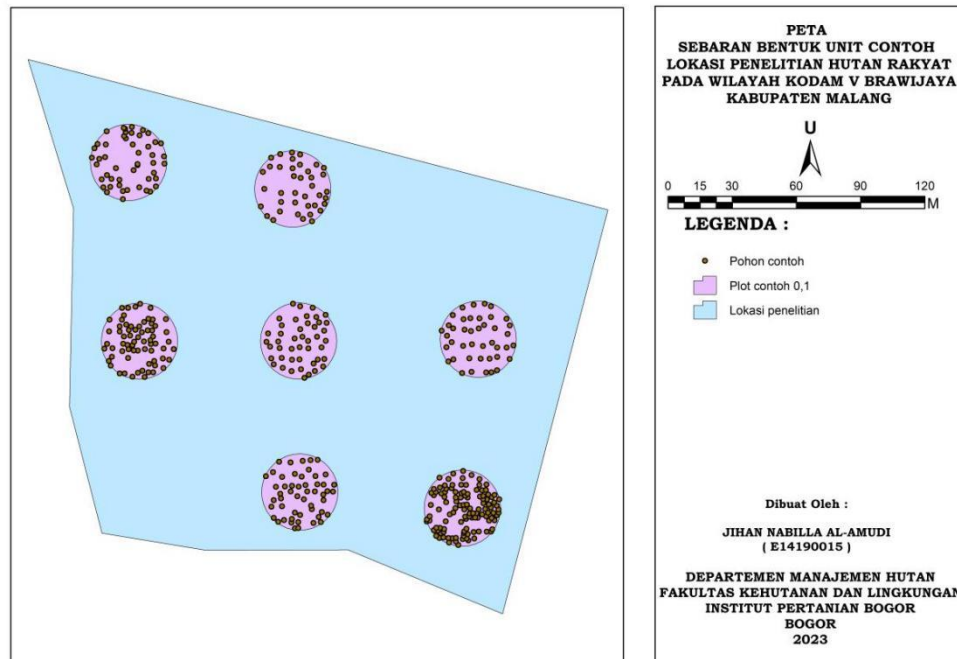 PETA
SEBARAN BENTUK UNIT CONTOH
LOKASI PENELITIAN HUTAN RAKYAT
PADA WILAYAH KODAM V BRAWIJAYA
KABUPATEN MALANG
U
0 15 30 60 90 120
M
LEGENDA :
Pohon contoh
Plot contoh 0,1
Lokasi penelitian
Dibuat Oleh :
JIHAN NABILLA AL-AMUDI
( E14190015 )
DEPARTEMEN MANAJEMEN HUTAN
FAKULTAS KEHUTANAN DAN LINGKUNGAN
INSTITUT PERTANIAN BOGOR
BOGOR
2023